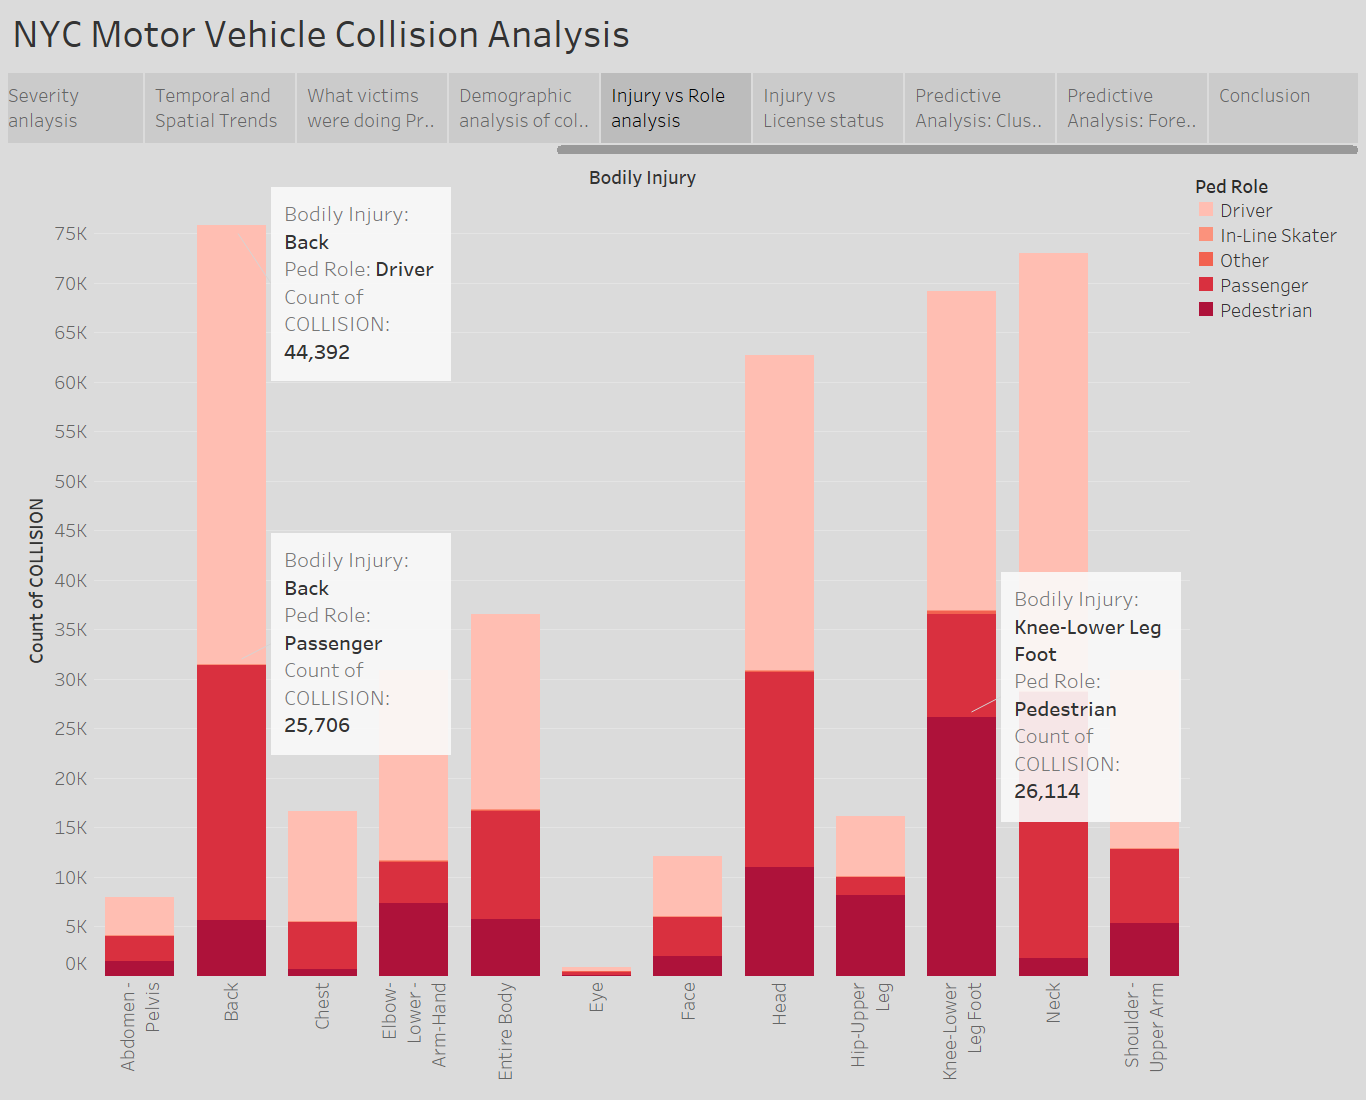 NYC Motor Vehicle Collision Analysis
Severity
anlaysis
Temporal and
Spatial Trends
What victims
were doing Pr..
Demographic
analysis of col..
Injury vs Role
analysis
Injury vs
License status
Predictive
Analysis: Clus..
Predictive
Analysis: Fore..
Conclusion
Bodily Injury
Ped Role
Driver
In-Line Skater
Other
Passenger
Pedestrian
Count of COLLISION
75K
70K
65K
60K
55K
50K
45K
40K
35K
30K
25K
20K
15K
10K
5K
0K
Bodily Injury:
Back
Ped Role: Driver
Count of
COLLISION:
44,392
Bodily Injury:
Back
Ped Role:
Passenger
Count of
COLLISION:
25,706
Bodily Injury:
Knee-Lower Leg
Foot
Ped Role:
Pedestrian
Count of
COLLISION:
26,114
Abdomen -
Pelvis
Back
Chest
Elbow-
Lower -
Arm-Hand
Entire Body
Eye
Face
Head
Hip-Upper
Leg
Knee-Lower
Leg Foot
Neck
Shoulder -
Upper Arm